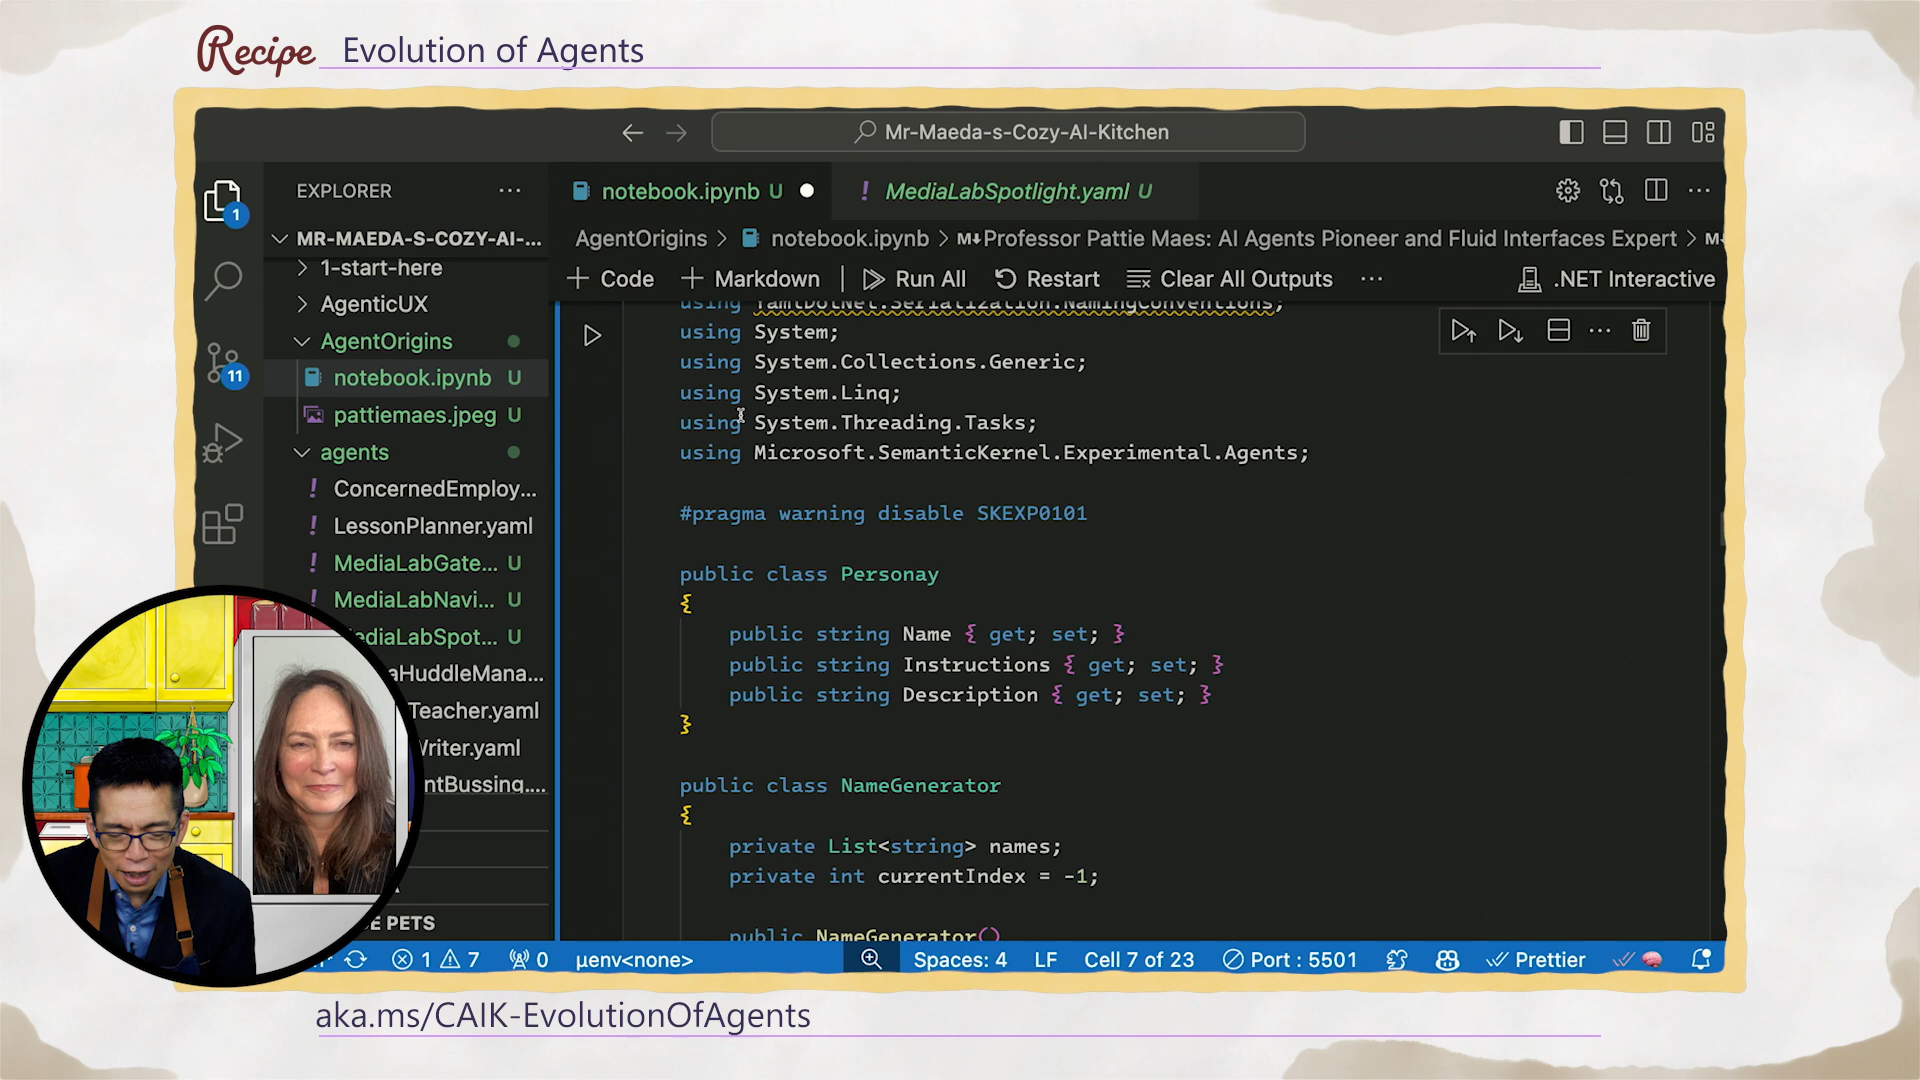 Recipe Evolution of Agents
Mr-Maeda-s-Cozy-AI-Kitchen
EXPLORER ···
notebook.ipynb U
! MediaLabSpotlight.yaml U
MR-MAEDA-S-COZY-AI-...
AgentOrigins > notebook.ipynb > M↓Professor Pattie Maes: AI Agents Pioneer and Fluid Interfaces Expert >
+ Code + Markdown | Run All Restart Clear All Outputs ··· .NET Interactive
1-start-here
AgenticUX
AgentOrigins
notebook.ipynb U
pattiemaes.jpeg U
agents
! ConcernedEmploy...
! LessonPlanner.yaml
! MediaLabGate... U
! MediaLabNavi... U
! ediaLabSpot... U
aHuddleMana...
Teacher.yaml
Writer.yaml
ntBussing....
E PETS
1
11
using YamlDotNet.Serialization.NamingConventions;
using System;
using System.Collections.Generic;
using System.Linq;
using System.Threading.Tasks;
using Microsoft.SemanticKernel.Experimental.Agents;
#pragma warning disable SKEXP0101
public class Personay
{
public string Name { get; set; }
public string Instructions { get; set; }
public string Description { get; set; }
}
public class NameGenerator
{
private List<string> names;
private int currentIndex = -1;
public NameGenerator()
1 7 0 µenv<none> Spaces: 4 LF Cell 7 of 23 Port : 5501 Prettier
aka.ms/CAIK-EvolutionOfAgents